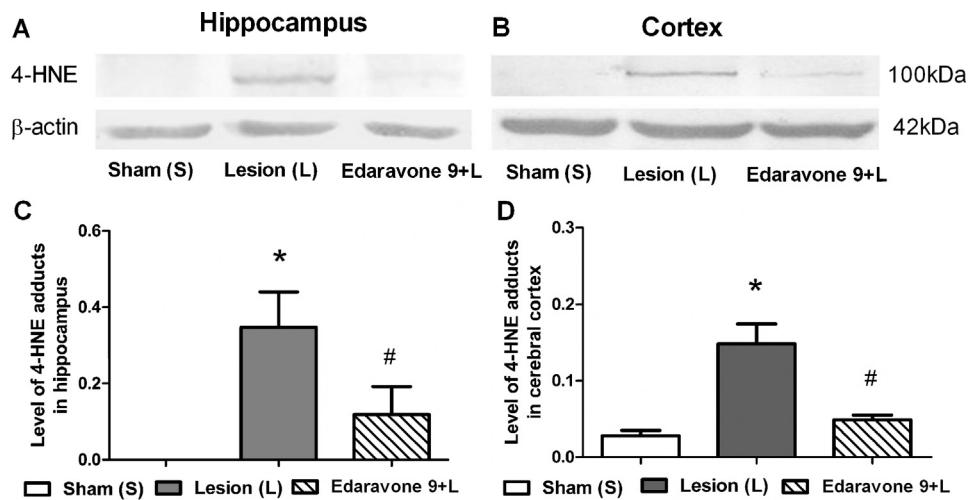 A Hippocampus B Cortex
4-HNE 100kDa
β-actin 42kDa
Sham (S) Lesion (L) Edaravone 9+L Sham (S) Lesion (L) Edaravone 9+L
C
Level of 4-HNE adducts
in hippocampus
0.6
0.4
0.2
0.0
*
#
Sham (S) Lesion (L) Edaravone 9+L
D
Level of 4-HNE adducts
in cerebral cortex
0.3
0.2
0.1
0.0
*
#
Sham (S) Lesion (L) Edaravone 9+L